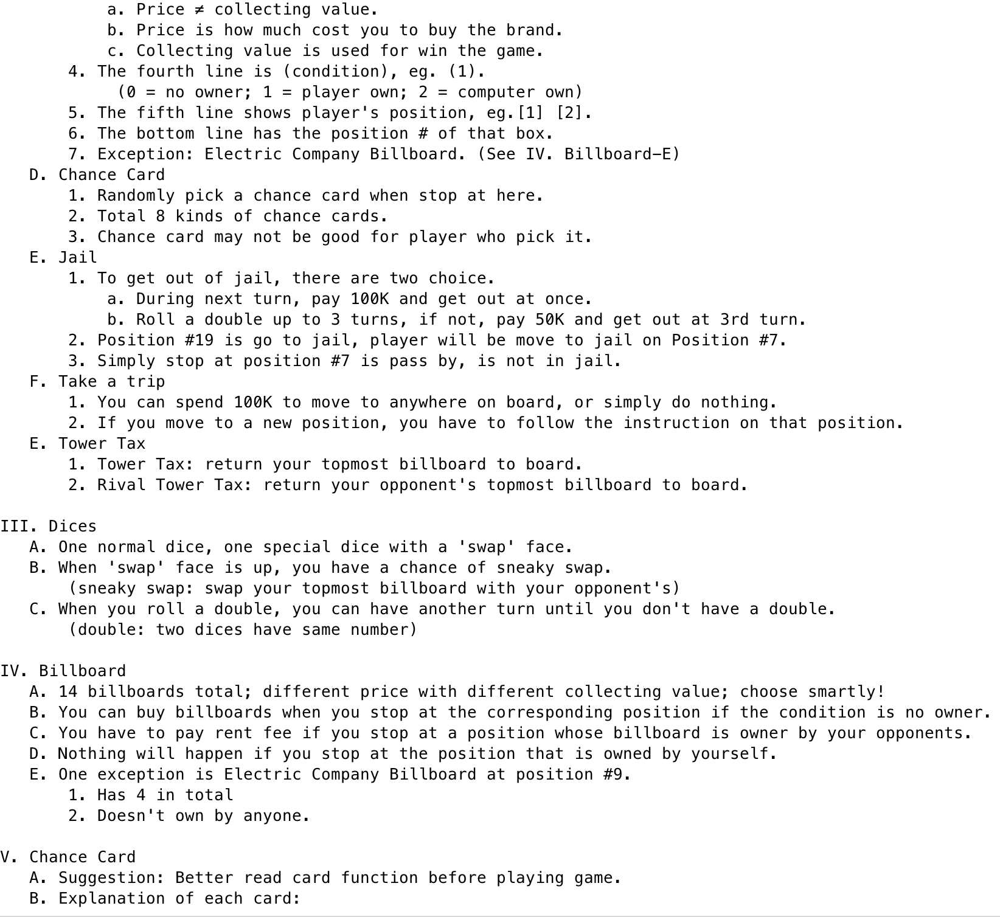 a. Price ≠ collecting value.
b. Price is how much cost you to buy the brand.
c. Collecting value is used for win the game.
4. The fourth line is (condition), eg. (1).
(0 = no owner; 1 = player own; 2 = computer own)
5. The fifth line shows player's position, eg.[1] [2].
6. The bottom line has the position # of that box.
7. Exception: Electric Company Billboard. (See IV. Billboard-E)
D. Chance Card
1. Randomly pick a chance card when stop at here.
2. Total 8 kinds of chance cards.
3. Chance card may not be good for player who pick it.
E. Jail
1. To get out of jail, there are two choice.
a. During next turn, pay 100K and get out at once.
b. Roll a double up to 3 turns, if not, pay 50K and get out at 3rd turn.
2. Position #19 is go to jail, player will be move to jail on Position #7.
3. Simply stop at position #7 is pass by, is not in jail.
F. Take a trip
1. You can spend 100K to move to anywhere on board, or simply do nothing.
2. If you move to a new position, you have to follow the instruction on that position.
E. Tower Tax
1. Tower Tax: return your topmost billboard to board.
2. Rival Tower Tax: return your opponent's topmost billboard to board.
III. Dices
A. One normal dice, one special dice with a 'swap' face.
B. When 'swap' face is up, you have a chance of sneaky swap.
(sneaky swap: swap your topmost billboard with your opponent's)
C. When you roll a double, you can have another turn until you don't have a double.
(double: two dices have same number)
IV. Billboard
A. 14 billboards total; different price with different collecting value; choose smartly!
B. You can buy billboards when you stop at the corresponding position if the condition is no owner.
C. You have to pay rent fee if you stop at a position whose billboard is owner by your opponents.
D. Nothing will happen if you stop at the position that is owned by yourself.
E. One exception is Electric Company Billboard at position #9.
1. Has 4 in total
2. Doesn't own by anyone.
V. Chance Card
A. Suggestion: Better read card function before playing game.
B. Explanation of each card: